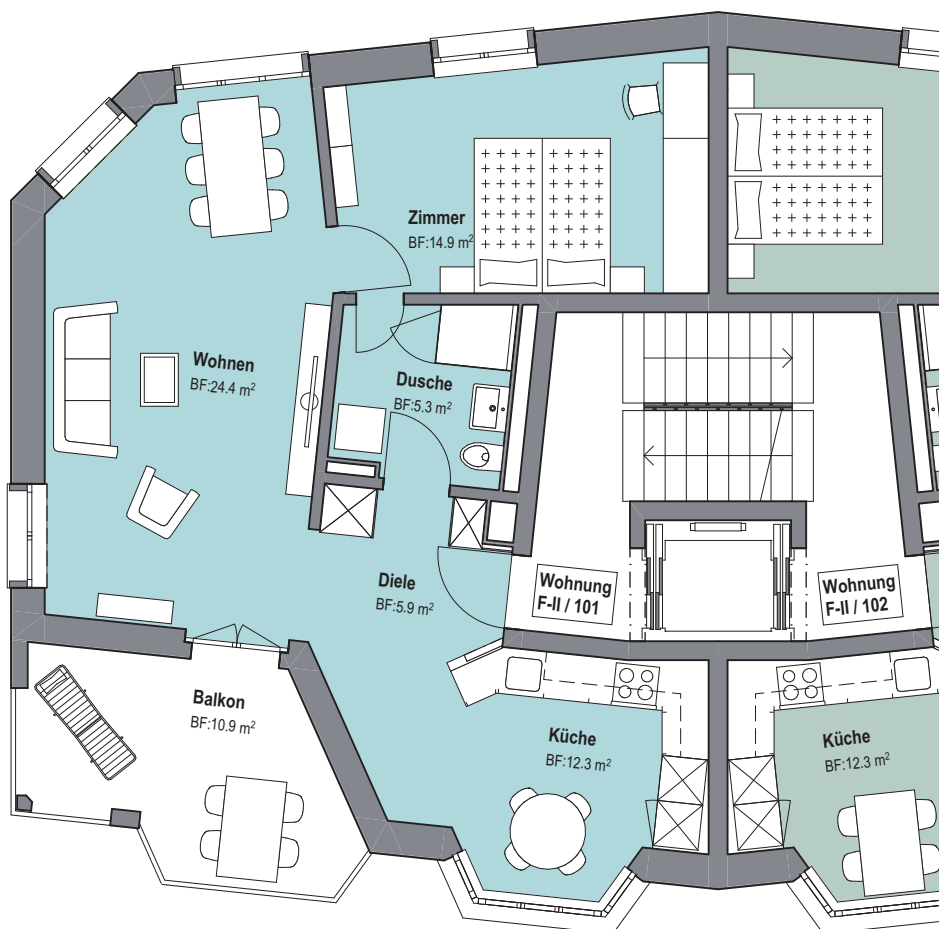 Zimmer
BF:14.9 m²
Wohnen
BF:24.4 m²
Dusche
BF:5.3 m²
Diele
BF:5.9 m²
Wohnung
F-II / 101
Wohnung
F-II / 102
Balkon
BF:10.9 m²
Küche
BF:12.3 m²
Küche
BF:12.3 m²